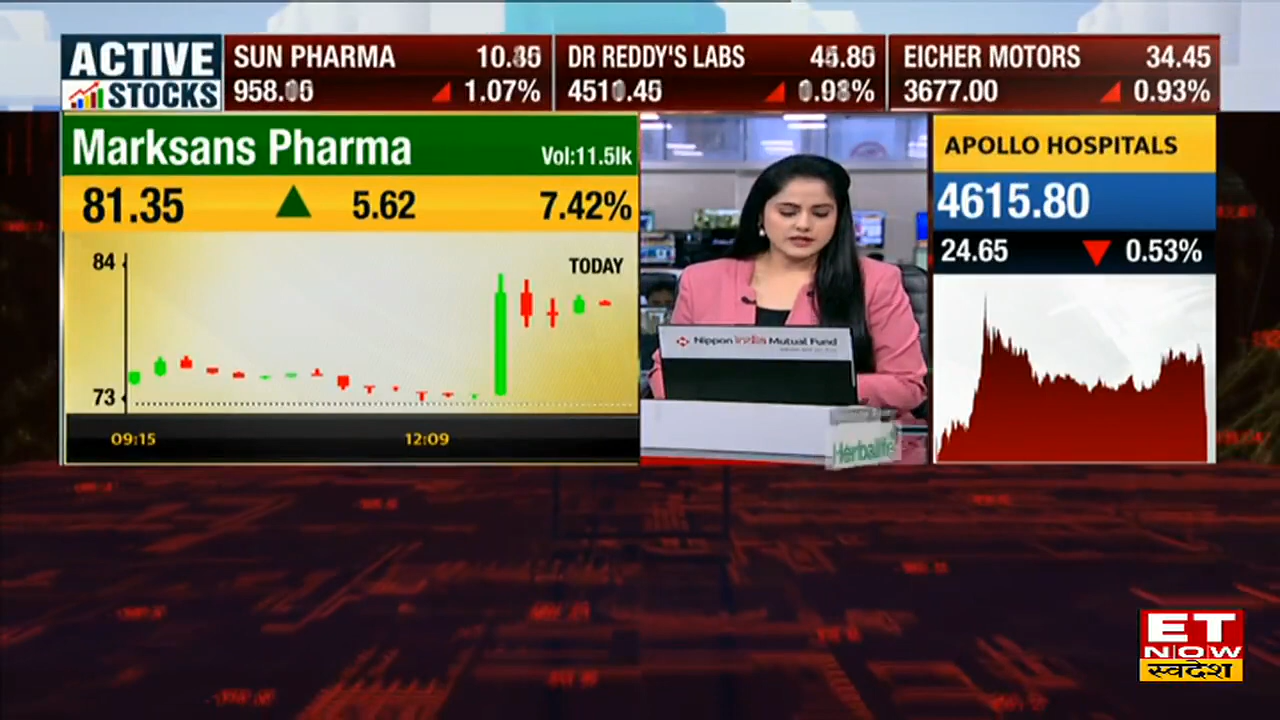 ACTIVE
STOCKS
SUN PHARMA
1.07%
DR REDDY'S LABS
EICHER MOTORS 34.45
3677.00 0.93%
Marksans Pharma Vol:11.5lk
81.35 5.62 7.42%
84 TODAY
73
09:15 12:09
Nippon india Mutual Fund
Herbalife
APOLLO HOSPITALS
4615.80
24.65 0.53%
ET
NOW
स्वदेश